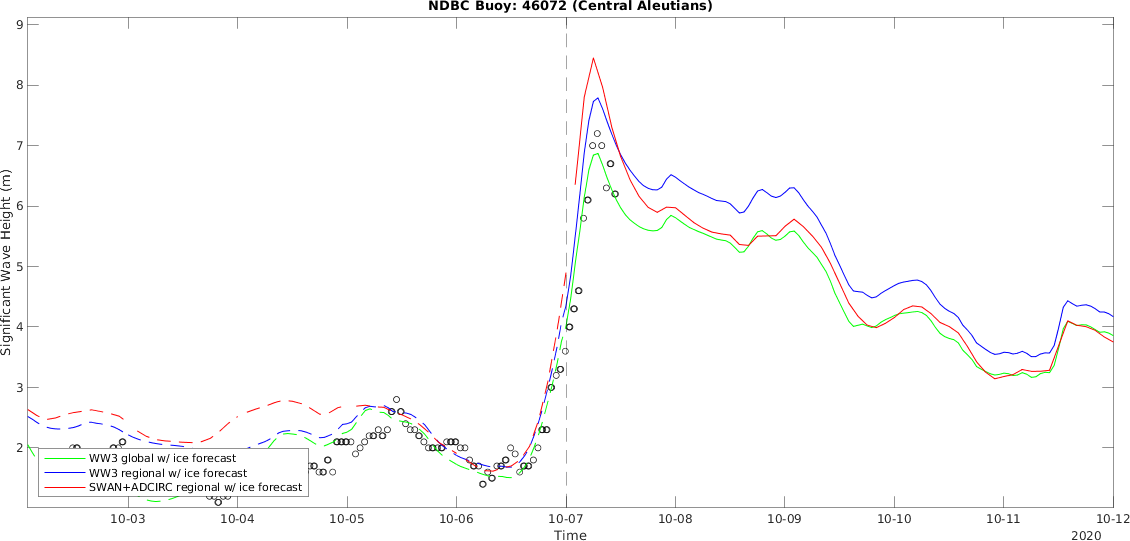 NDBC Buoy: 46072 (Central Aleutians)
Significant Wave Height (m)
9
8
7
6
5
4
3
2
WW3 global w/ ice forecast
WW3 regional w/ ice forecast
SWAN+ADCIRC regional w/ ice forecast
10-03 10-04 10-05 10-06 10-07 10-08 10-09 10-10 10-11 10-12
Time
2020